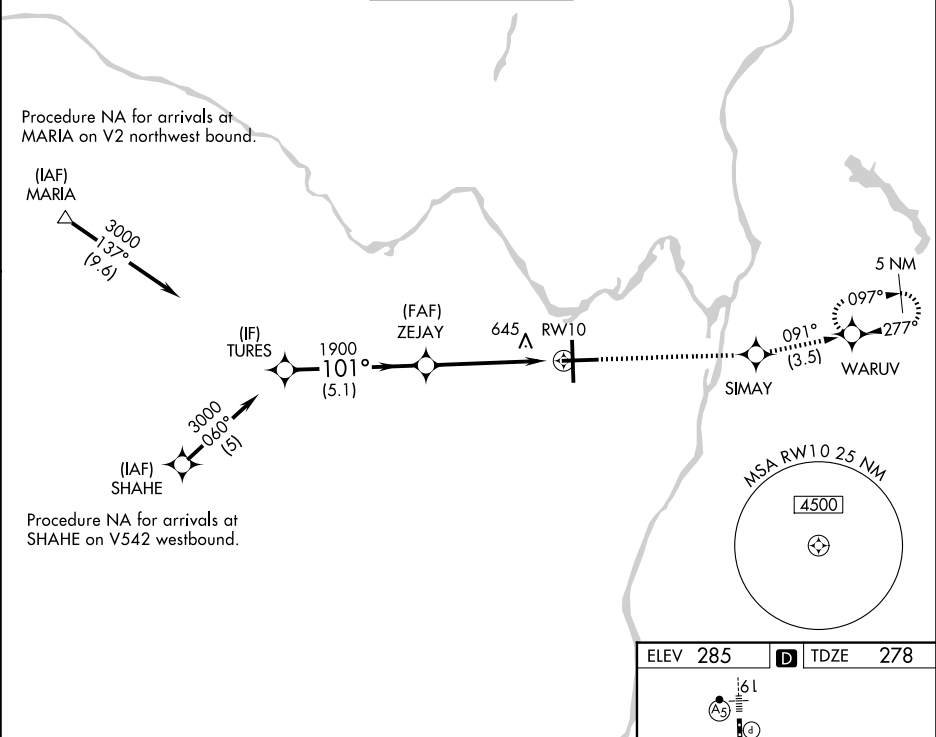 Procedure NA for arrivals at
MARIA on V2 northwest bound.
(IAF)
MARIA
3000
137°
(9.6)
5 NM
097°
277°
WARUV
(FAF)
ZEJAY
645
RW10
(IF)
TURES
1900
101°
(5.1)
091°
(3.5)
SIMAY
3000
060°
(5)
(IAF)
SHAHE
Procedure NA for arrivals at
SHAHE on V542 westbound.
MSA RW10 25 NM
4500
ELEV 285 D TDZE 278
19
A5
P